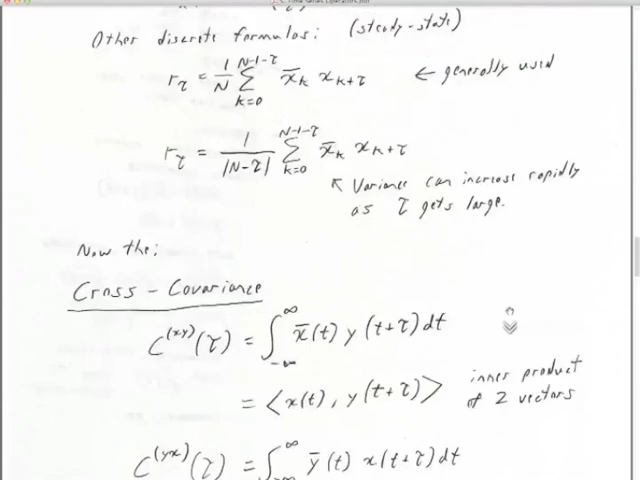 Other discrete formulas: (steady-state)
r_τ = 1/N Σ_{k=0}^{N-1-τ} x̄_k x_{k+τ} ← generally used
r_τ = 1/|N-τ| Σ_{k=0}^{N-1-τ} x̄_k x_{k+τ}
↖ Variance can increase rapidly
as τ gets large.
Now the:
Cross-Covariance
C^{(xy)}(τ) = ∫_{-∞}^{∞} x̄(t) y(t+τ) dt
= ⟨x(t), y(t+τ)⟩ inner product
of 2 vectors
C^{(yx)}(τ) = ∫_{-∞}^{∞} ȳ(t) x(t+τ) dt